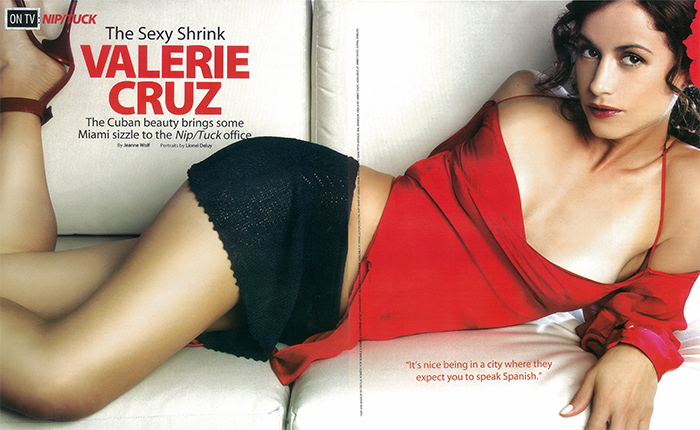 ON TV NIP/TUCK
The Sexy Shrink
VALERIE
CRUZ
The Cuban beauty brings some
Miami sizzle to the Nip/Tuck office
By Jeanne Wolf Portraits by Lionel Deluy
"It's nice being in a city where they
expect you to speak Spanish."